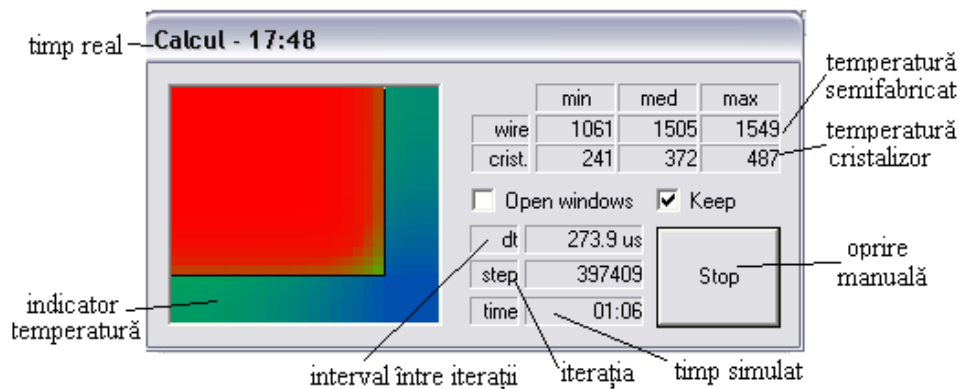 timp real
Calcul - 17:48
temperatură
semifabricat
min med max
wire 1061 1505 1549
temperatură
cristalizor
crist. 241 372 487
Open windows Keep
dt 273.9 us
oprire
manuală
step 397409
Stop
indicator
temperatură
time 01:06
interval între iterații iterația timp simulat